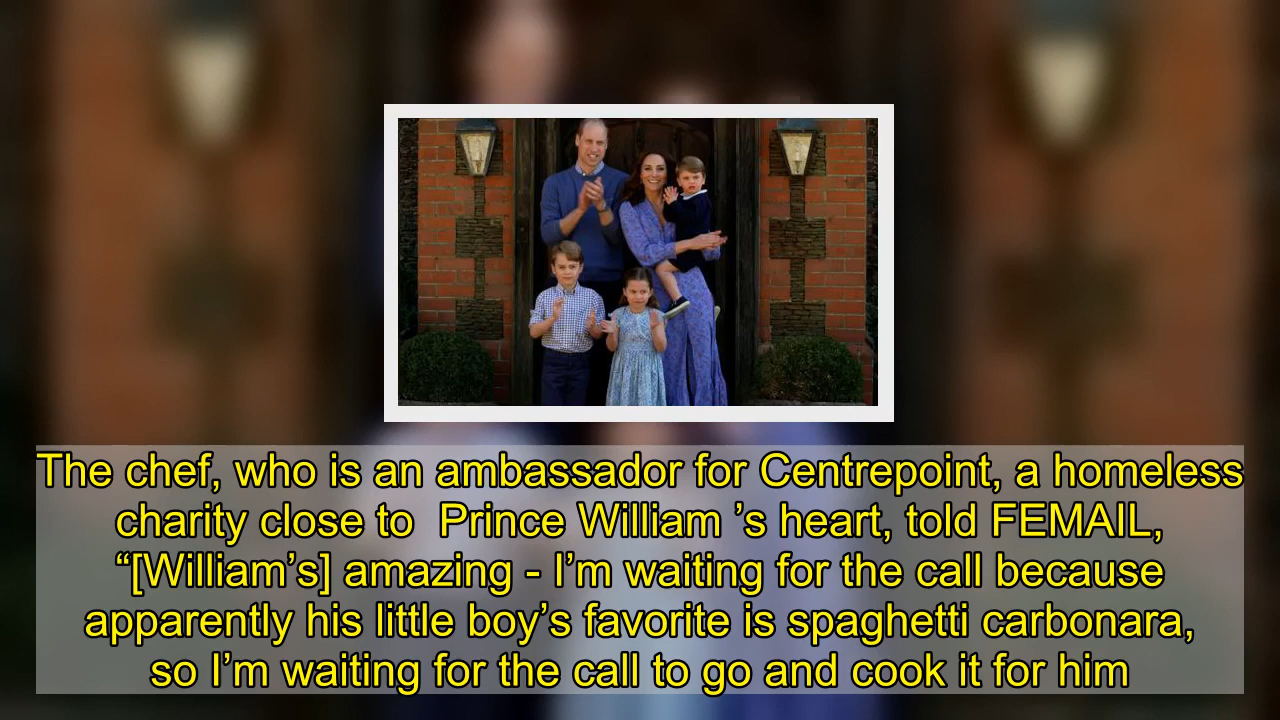 The chef, who is an ambassador for Centrepoint, a homeless
charity close to  Prince William ’s heart, told FEMAIL,
“[William’s] amazing - I’m waiting for the call because
apparently his little boy’s favorite is spaghetti carbonara,
so I’m waiting for the call to go and cook it for him